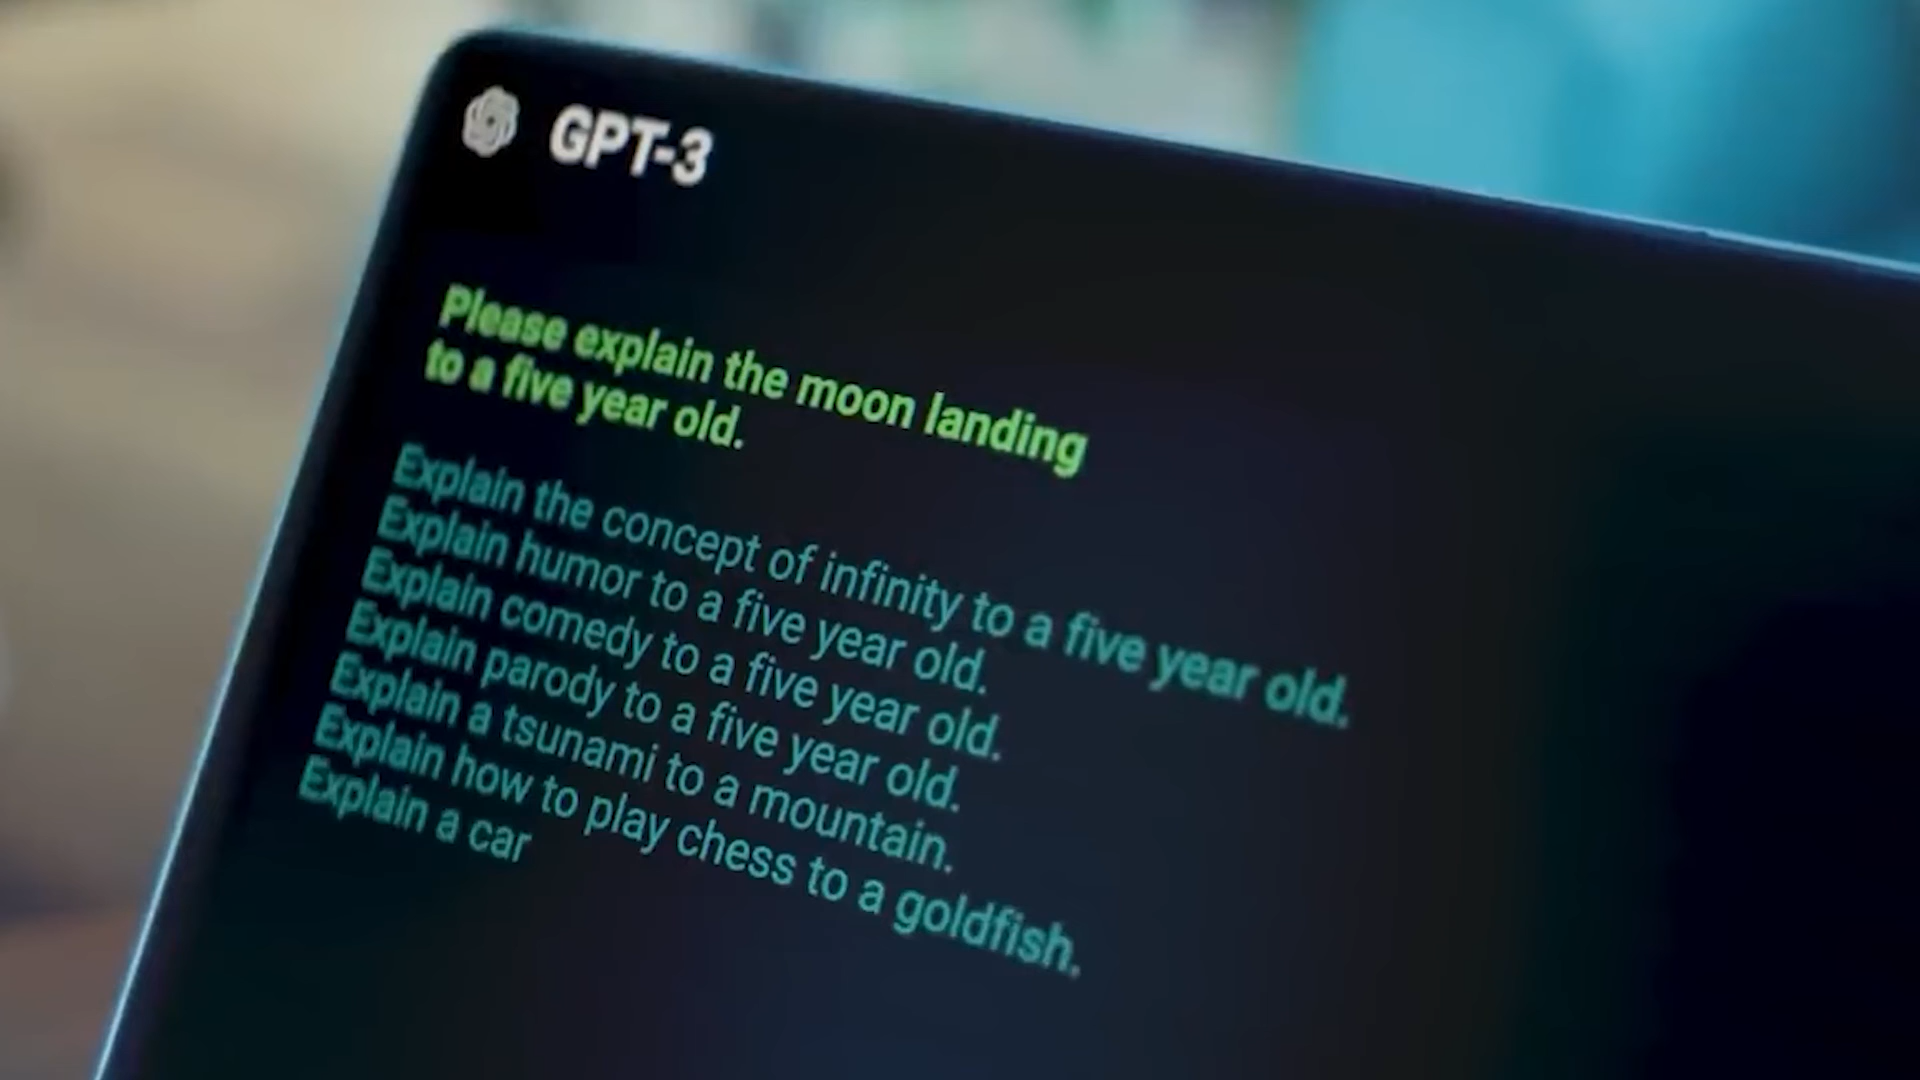 GPT-3
Please explain the moon landing
to a five year old.
Explain the concept of infinity to a five year old.
Explain humor to a five year old.
Explain comedy to a five year old.
Explain parody to a five year old.
Explain a tsunami to a mountain.
Explain how to play chess to a goldfish.
Explain a car